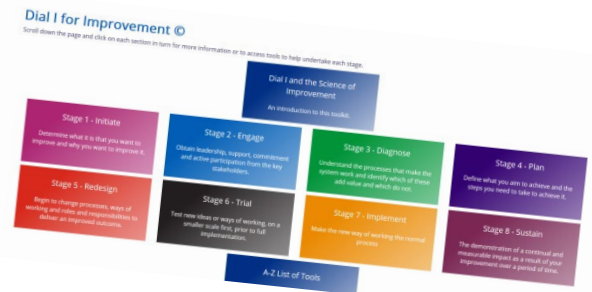 Dial I for Improvement ©
Scroll down the page and click on each section in turn for more information or to access tools to help undertake each stage.
Dial I and the Science of
Improvement
An introduction to this toolkit.
Stage 1 - Initiate
Determine what it is that you want to
improve and why you want to improve it.
Stage 2 - Engage
Obtain leadership, support, commitment
and active participation from the key
stakeholders.
Stage 3 - Diagnose
Understand the processes that make the
system work and identify which of these
add value and which do not.
Stage 4 - Plan
Define what you aim to achieve and the
steps you need to take to achieve it.
Stage 5 - Redesign
Begin to change processes, ways of
working and roles and responsibilities to
deliver an improved outcome.
Stage 6 - Trial
Test new ideas or ways of working, on a
smaller scale first, prior to full
implementation.
Stage 7 - Implement
Make the new way of working the normal
process
Stage 8 - Sustain
The demonstration of a continual and
measurable impact as a result of your
improvement over a period of time.
A-Z List of Tools